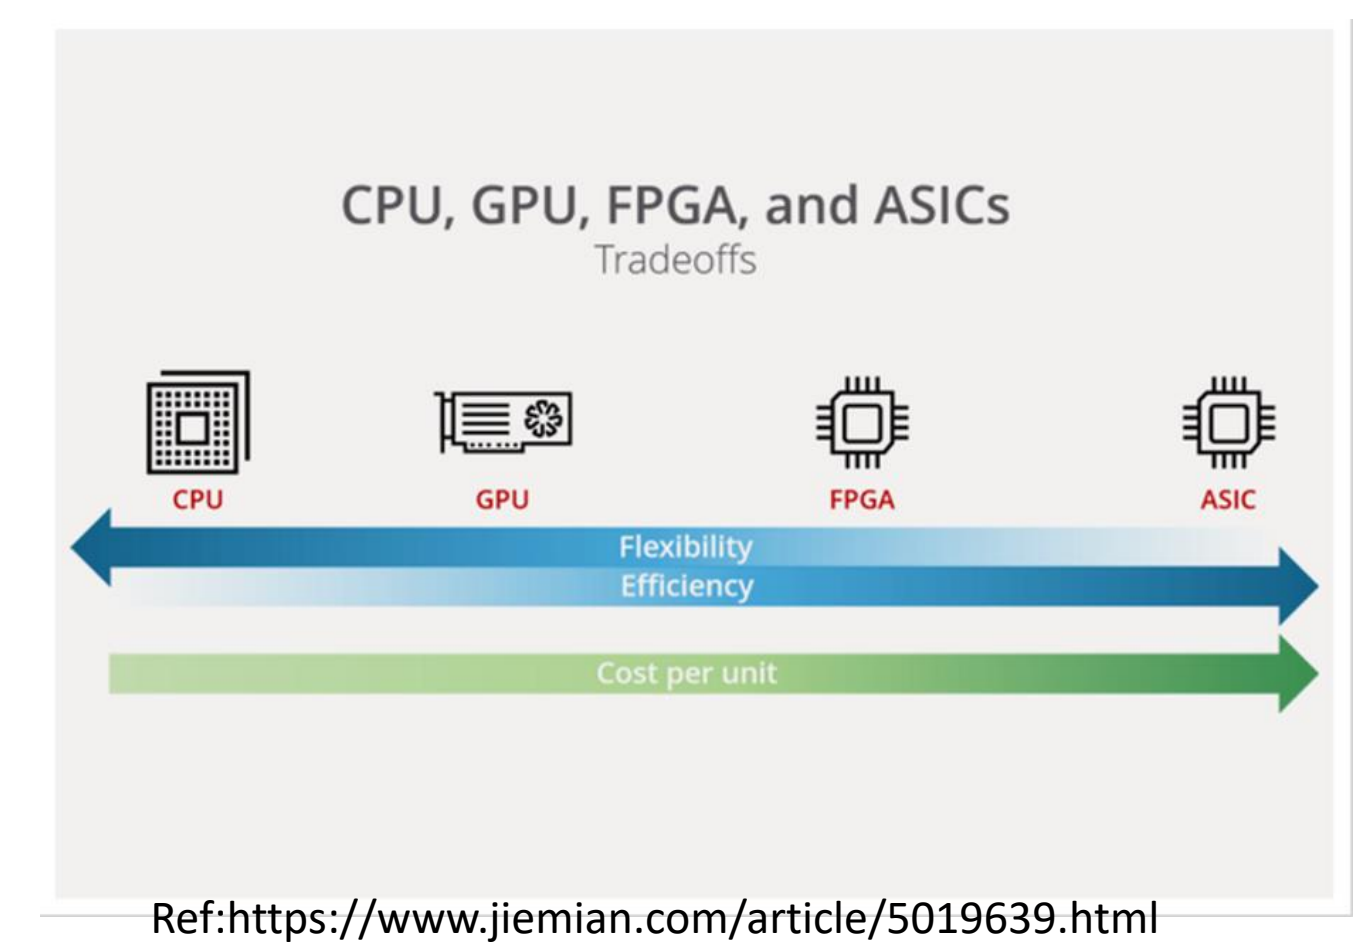 CPU, GPU, FPGA, and ASICs
Tradeoffs
CPU GPU FPGA ASIC
Flexibility
Efficiency
Cost per unit
Ref:https://www.jiemian.com/article/5019639.html